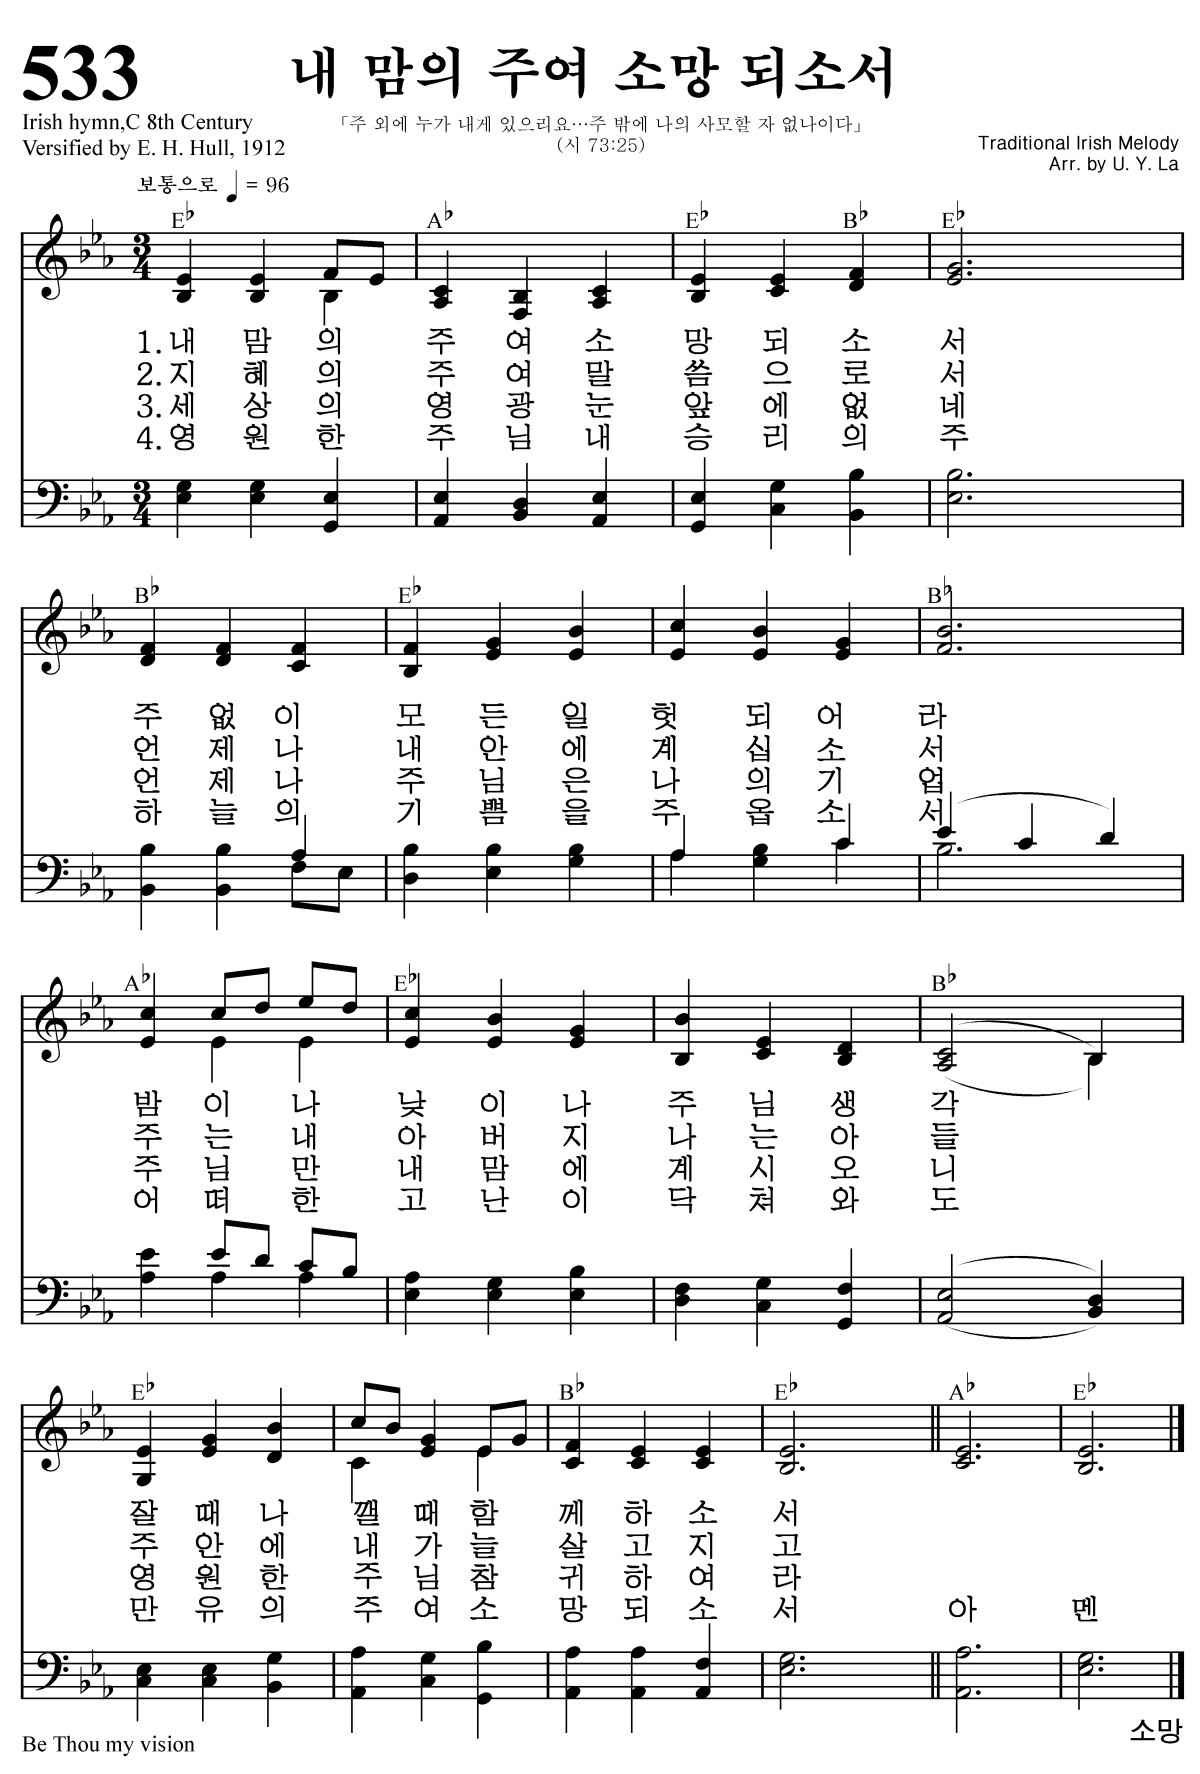 533
내 맘의 주여 소망 되소서
Irish hymn,C 8th Century
Versified by E. H. Hull, 1912
「주 외에 누가 내게 있으리요…주 밖에 나의 사모할 자 없나이다」
(시 73:25)
Traditional Irish Melody
Arr. by U. Y. La
보통으로 ♩ = 96
E♭ A♭ E♭ B♭ E♭
3 4
1. 내 맘 의 주 여 소 망 되 소 서
2. 지 혜 의 주 여 말 씀 으 로 서
3. 세 상 의 영 광 눈 앞 에 없 네
4. 영 원 한 주 님 내 승 리 의 주
3 4
B♭ E♭ B♭
주 없 이 모 든 일 헛 되 어 라
언 제 나 내 안 에 계 십 소 서
언 제 나 주 님 은 나 의 기 업
하 늘 의 기 쁨 을 주 옵 소 서
A♭ E♭ B♭
밤 이 나 낮 이 나 주 님 생 각
주 는 내 아 버 지 나 는 아 들
주 님 만 내 맘 에 계 시 오 니
어 떠 한 고 난 이 닥 쳐 와 도
E♭ B♭ E♭ A♭ E♭
잘 때 나 깰 때 함 께 하 소 서
주 안 에 내 가 늘 살 고 지 고
영 원 한 주 님 참 귀 하 여 라
만 유 의 주 여 소 망 되 소 서 아 멘
Be Thou my vision
소망